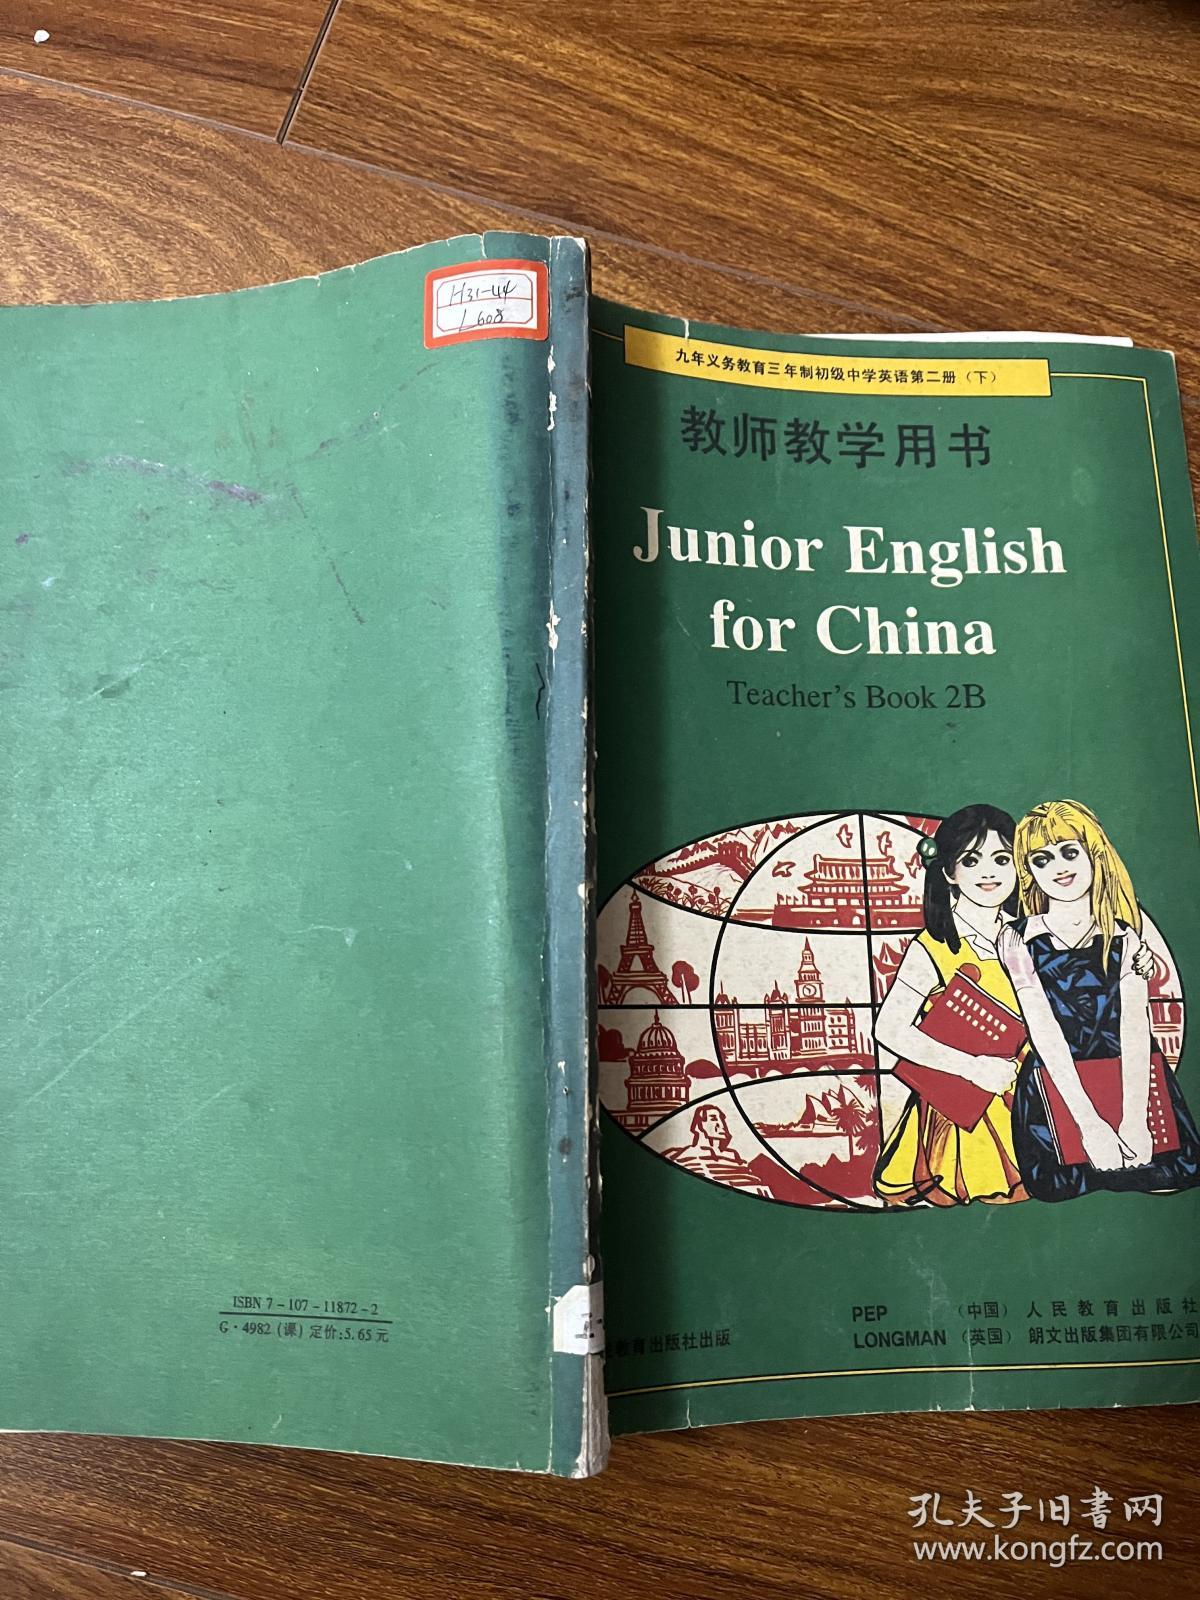 H31-44
L608
九年义务教育三年制初级中学英语第二册（下）
教师教学用书
Junior English
for China
Teacher's Book 2B
ISBN 7-107-11872-2
G·4982（课）定价：5.65元
PEP （中国）人民教育出版社
教育出版社出版
LONGMAN （英国）朗文出版集团有限公司
孔夫子旧书网
www.kongfz.com